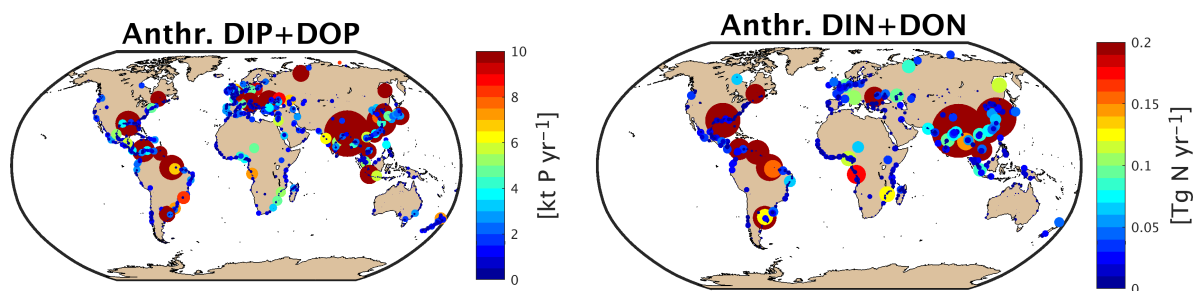 Anthr. DIP+DOP
10
8
6
4
2
0
[kt P yr⁻¹]
Anthr. DIN+DON
0.2
0.15
0.1
0.05
0
[Tg N yr⁻¹]